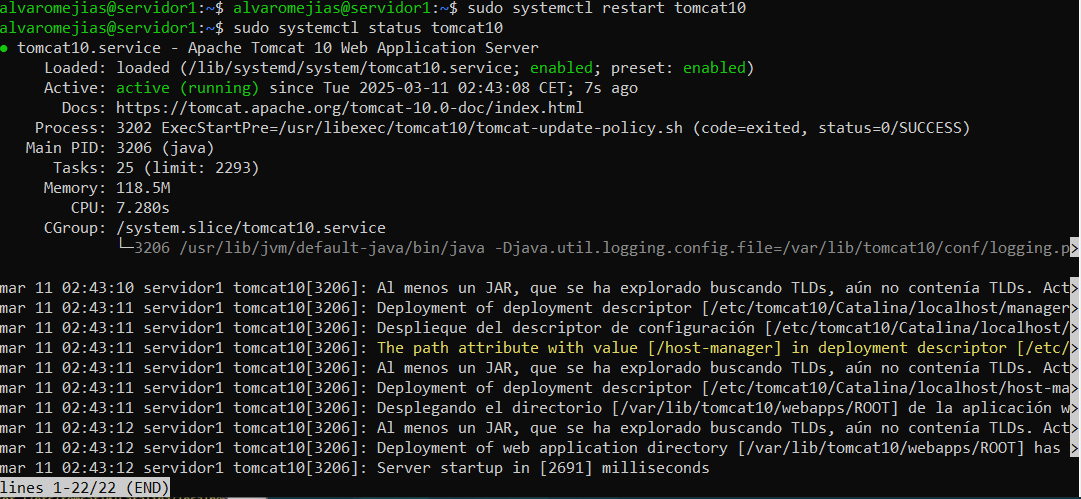 alvaromejias@servidor1:~$ alvaromejias@servidor1:~$ sudo systemctl restart tomcat10
alvaromejias@servidor1:~$ sudo systemctl status tomcat10
● tomcat10.service - Apache Tomcat 10 Web Application Server
Loaded: loaded (/lib/systemd/system/tomcat10.service; enabled; preset: enabled)
Active: active (running) since Tue 2025-03-11 02:43:08 CET; 7s ago
Docs: https://tomcat.apache.org/tomcat-10.0-doc/index.html
Process: 3202 ExecStartPre=/usr/libexec/tomcat10/tomcat-update-policy.sh (code=exited, status=0/SUCCESS)
Main PID: 3206 (java)
Tasks: 25 (limit: 2293)
Memory: 118.5M
CPU: 7.280s
CGroup: /system.slice/tomcat10.service
└─3206 /usr/lib/jvm/default-java/bin/java -Djava.util.logging.config.file=/var/lib/tomcat10/conf/logging.p>
mar 11 02:43:10 servidor1 tomcat10[3206]: Al menos un JAR, que se ha explorado buscando TLDs, aún no contenía TLDs. Act>
mar 11 02:43:11 servidor1 tomcat10[3206]: Deployment of deployment descriptor [/etc/tomcat10/Catalina/localhost/manager>
mar 11 02:43:11 servidor1 tomcat10[3206]: Despliegue del descriptor de configuración [/etc/tomcat10/Catalina/localhost/>
mar 11 02:43:11 servidor1 tomcat10[3206]: The path attribute with value [/host-manager] in deployment descriptor [/etc/>
mar 11 02:43:11 servidor1 tomcat10[3206]: Al menos un JAR, que se ha explorado buscando TLDs, aún no contenía TLDs. Act>
mar 11 02:43:11 servidor1 tomcat10[3206]: Deployment of deployment descriptor [/etc/tomcat10/Catalina/localhost/host-ma>
mar 11 02:43:11 servidor1 tomcat10[3206]: Desplegando el directorio [/var/lib/tomcat10/webapps/ROOT] de la aplicación w>
mar 11 02:43:12 servidor1 tomcat10[3206]: Al menos un JAR, que se ha explorado buscando TLDs, aún no contenía TLDs. Act>
mar 11 02:43:12 servidor1 tomcat10[3206]: Deployment of web application directory [/var/lib/tomcat10/webapps/ROOT] has >
mar 11 02:43:12 servidor1 tomcat10[3206]: Server startup in [2691] milliseconds
lines 1-22/22 (END)